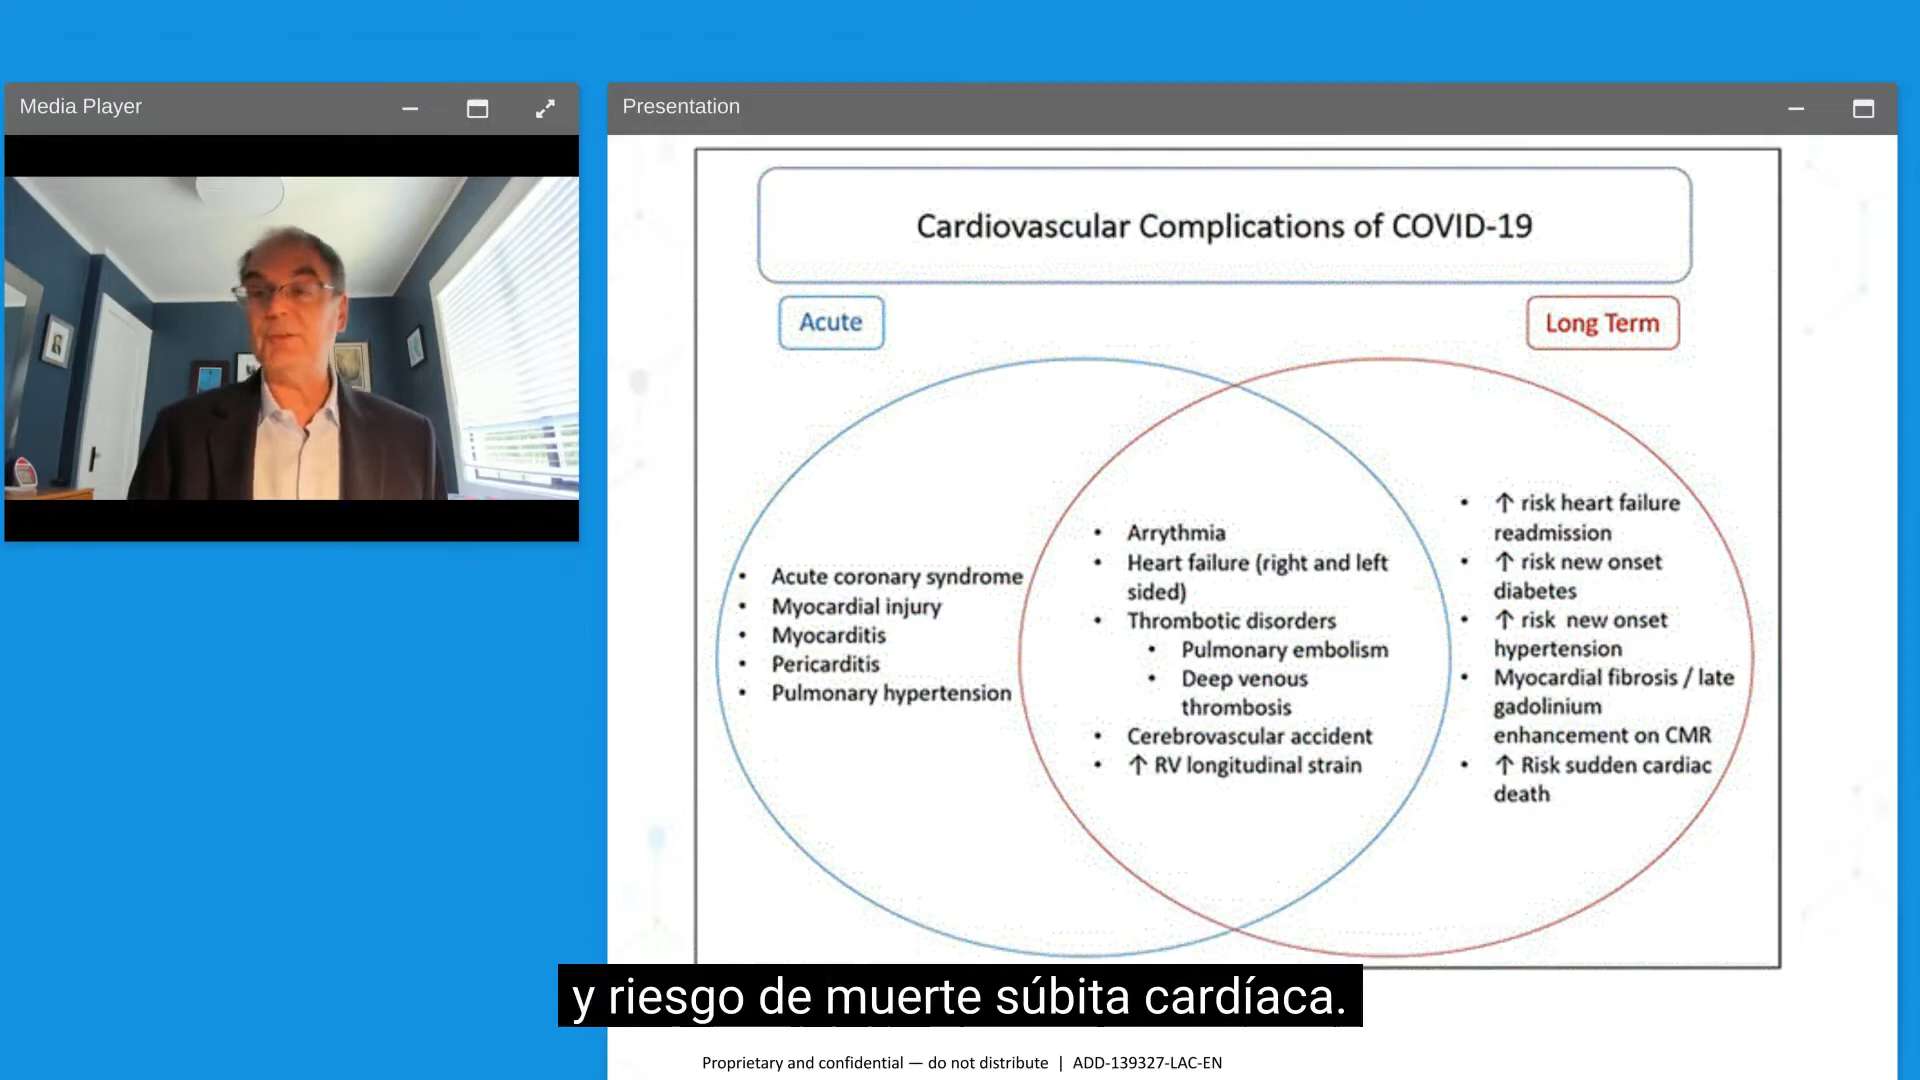 Media Player
Presentation
Cardiovascular Complications of COVID-19
Acute
Long Term
• Acute coronary syndrome
• Myocardial injury
• Myocarditis
• Pericarditis
• Pulmonary hypertension
• Arrythmia
• Heart failure (right and left
sided)
• Thrombotic disorders
• Pulmonary embolism
• Deep venous
thrombosis
• Cerebrovascular accident
• ↑ RV longitudinal strain
• ↑ risk heart failure
readmission
• ↑ risk new onset
diabetes
• ↑ risk new onset
hypertension
• Myocardial fibrosis / late
gadolinium
enhancement on CMR
• ↑ Risk sudden cardiac
death
y riesgo de muerte súbita cardíaca.
Proprietary and confidential — do not distribute | ADD-139327-LAC-EN